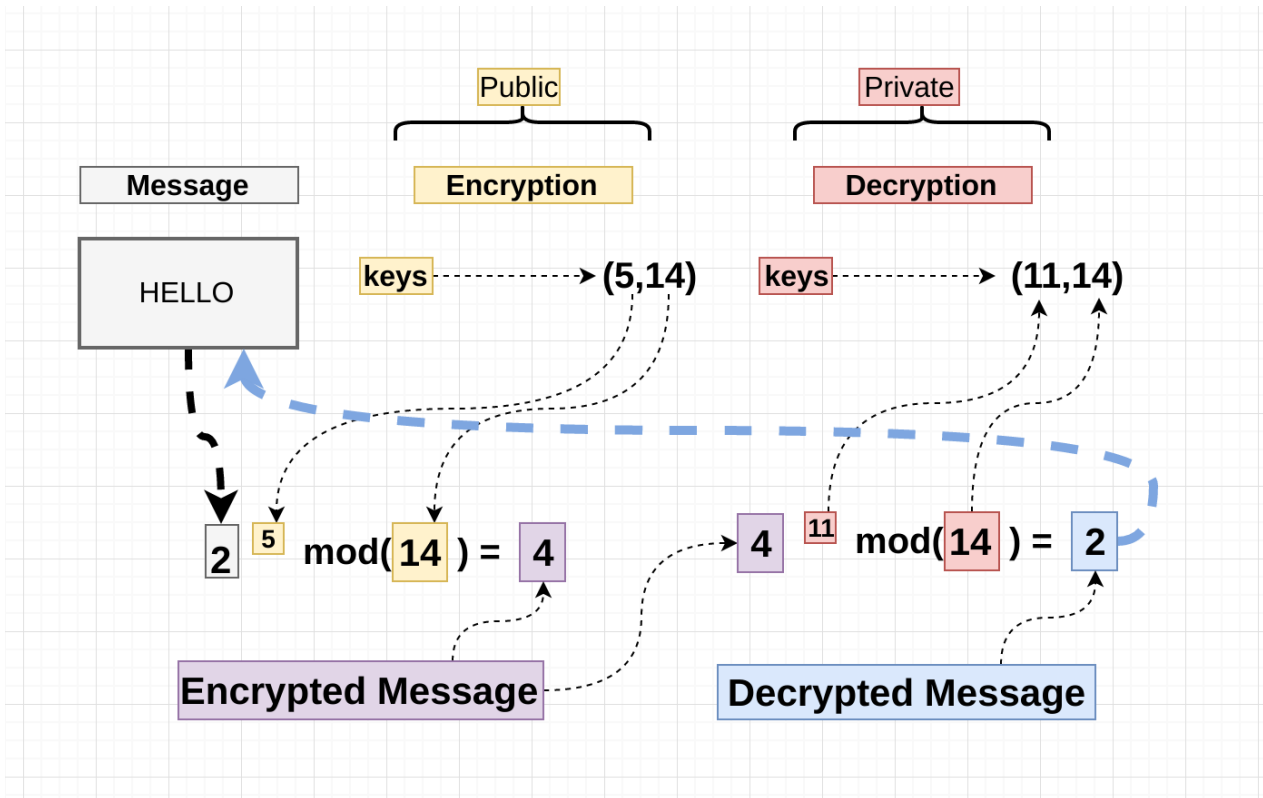 Public
Private
Message
Encryption
Decryption
HELLO
keys
(5,14)
keys
(11,14)
2 5 mod( 14 ) = 4
4 11 mod( 14 ) = 2
Encrypted Message
Decrypted Message